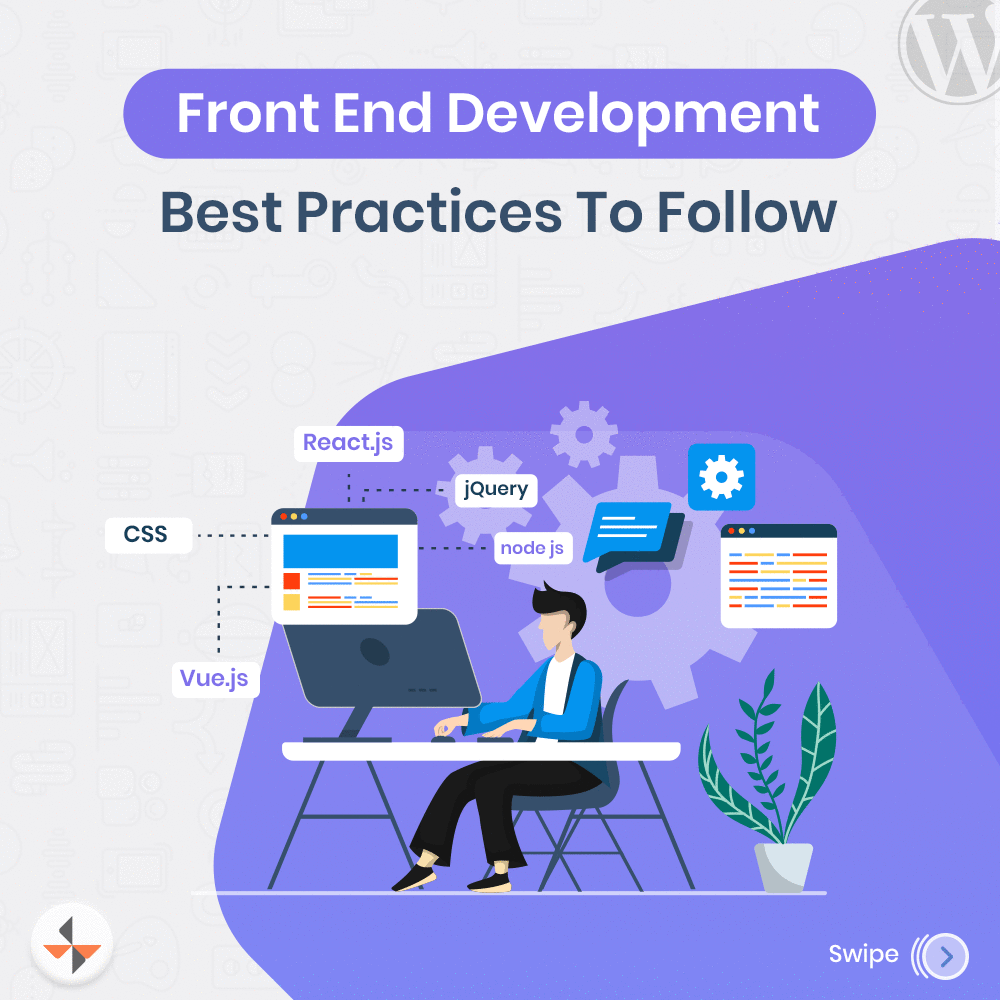 Front End Development
Best Practices To Follow
React.js
jQuery
CSS
node js
Vue.js
Swipe